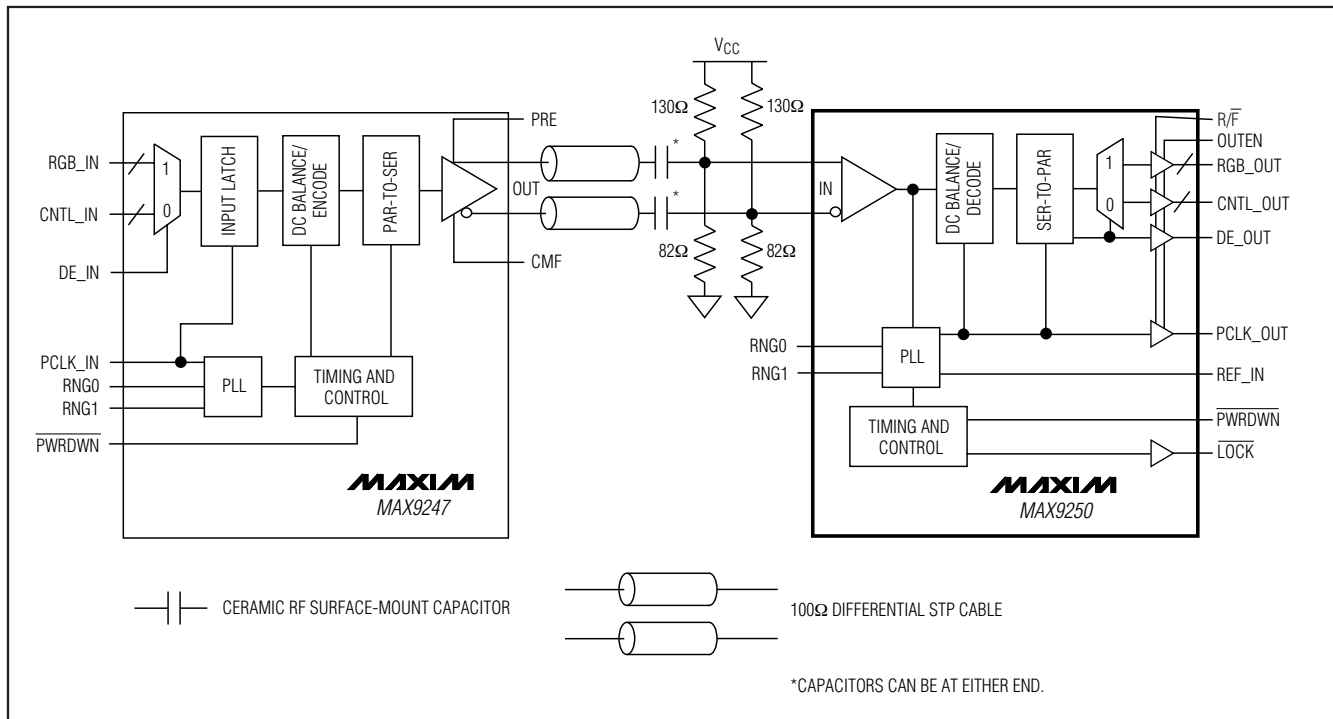 VCC
130Ω
130Ω
PRE
R/F̅
OUTEN
RGB_IN
1
INPUT LATCH
DC BALANCE/
ENCODE
PAR-TO-SER
*
OUT
IN
DC BALANCE/
DECODE
SER-TO-PAR
1
RGB_OUT
CNTL_IN
0
*
0
CNTL_OUT
DE_OUT
DE_IN
CMF
82Ω
82Ω
PCLK_IN
RNG0
RNG1
PLL
TIMING AND
CONTROL
PWRDWN
RNG0
RNG1
PLL
PCLK_OUT
REF_IN
TIMING AND
CONTROL
PWRDWN
LOCK
MAXIM
MAX9247
MAXIM
MAX9250
CERAMIC RF SURFACE-MOUNT CAPACITOR
100Ω DIFFERENTIAL STP CABLE
*CAPACITORS CAN BE AT EITHER END.